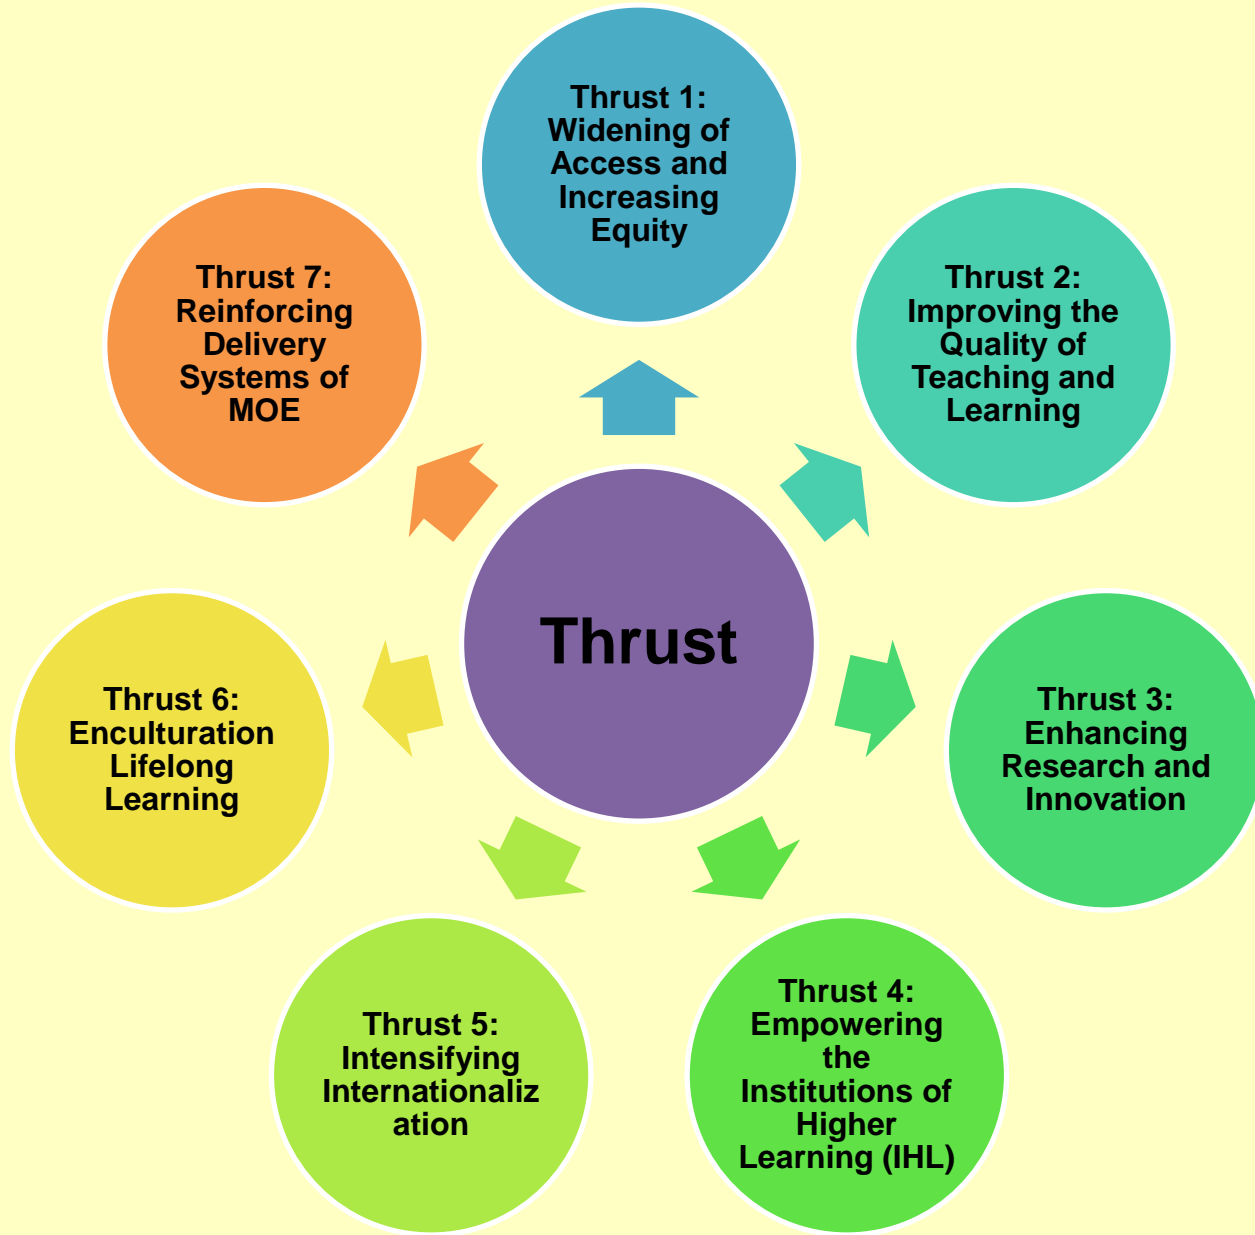 Thrust 1:
Widening of
Access and
Increasing
Equity
Thrust 2:
Improving the
Quality of
Teaching and
Learning
Thrust 3:
Enhancing
Research and
Innovation
Thrust 4:
Empowering
the
Institutions of
Higher
Learning (IHL)
Thrust 5:
Intensifying
Internationaliz
ation
Thrust 6:
Enculturation
Lifelong
Learning
Thrust 7:
Reinforcing
Delivery
Systems of
MOE
Thrust